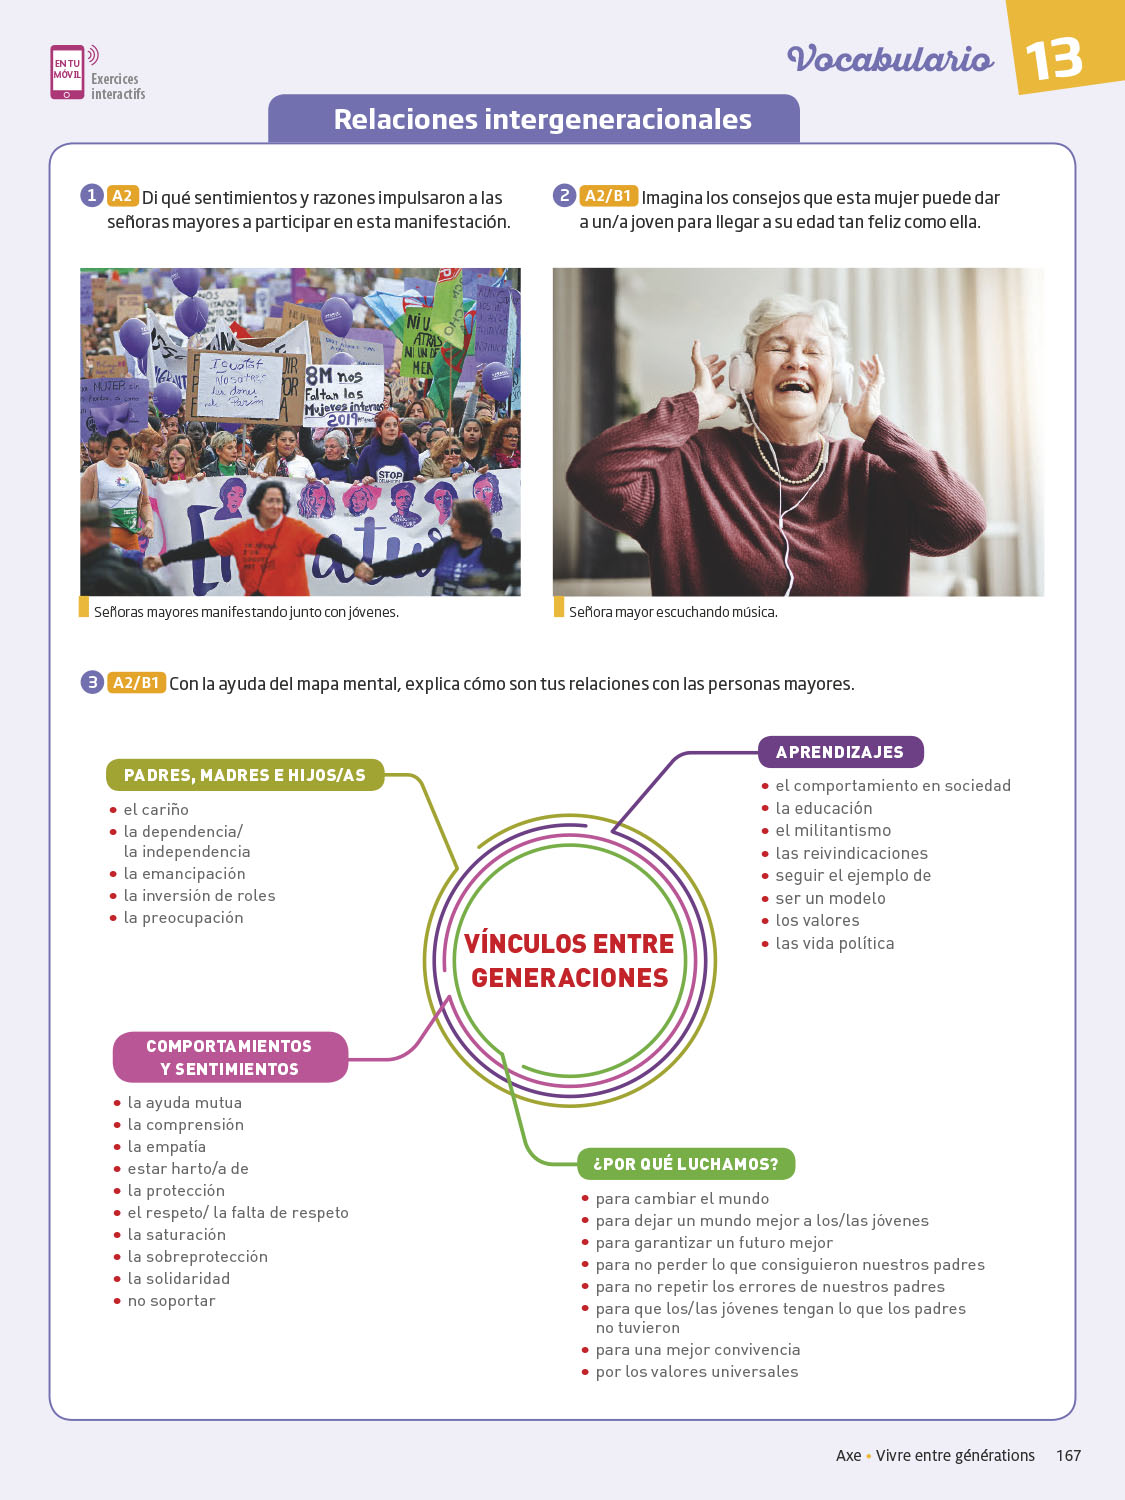 EN TU
MÓVIL
Exercices
interactifs
Vocabulario
13
Relaciones intergeneracionales
1 A2 Di qué sentimientos y razones impulsaron a las
señoras mayores a participar en esta manifestación.
2 A2/B1 Imagina los consejos que esta mujer puede dar
a un/a joven para llegar a su edad tan feliz como ella.
NI UN
ATRÁS
NI UN DE
MEN
Igualtat
Nosaltres
les dones
8M nos
Faltan las
Mujeres internas
2019
STOP
Señoras mayores manifestando junto con jóvenes.
Señora mayor escuchando música.
3 A2/B1 Con la ayuda del mapa mental, explica cómo son tus relaciones con las personas mayores.
PADRES, MADRES E HIJOS/AS
• el cariño
• la dependencia/
la independencia
• la emancipación
• la inversión de roles
• la preocupación
APRENDIZAJES
• el comportamiento en sociedad
• la educación
• el militantismo
• las reivindicaciones
• seguir el ejemplo de
• ser un modelo
• los valores
• las vida política
VÍNCULOS ENTRE
GENERACIONES
COMPORTAMIENTOS
Y SENTIMIENTOS
• la ayuda mutua
• la comprensión
• la empatía
• estar harto/a de
• la protección
• el respeto/ la falta de respeto
• la saturación
• la sobreprotección
• la solidaridad
• no soportar
¿POR QUÉ LUCHAMOS?
• para cambiar el mundo
• para dejar un mundo mejor a los/las jóvenes
• para garantizar un futuro mejor
• para no perder lo que consiguieron nuestros padres
• para no repetir los errores de nuestros padres
• para que los/las jóvenes tengan lo que los padres
no tuvieron
• para una mejor convivencia
• por los valores universales
Axe • Vivre entre générations 167